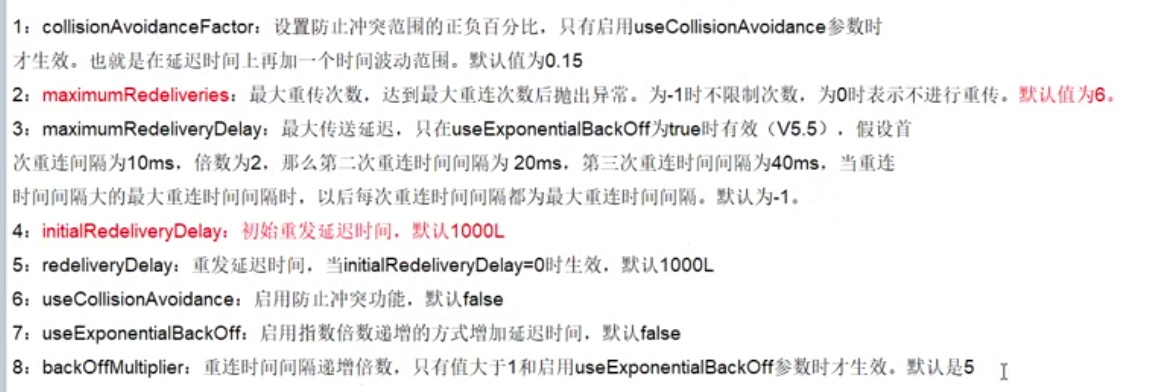 1：collisionAvoidanceFactor：设置防止冲突范围的正负百分比，只有启用useCollisionAvoidance参数时
才生效。也就是在延迟时间上再加一个时间波动范围。默认值为0.15
2：maximumRedeliveries：最大重传次数，达到最大重连次数后抛出异常。为-1时不限制次数，为0时表示不进行重传。默认值为6。
3：maximumRedeliveryDelay：最大传送延迟，只在useExponentialBackOff为true时有效（V5.5），假设首
次重连间隔为10ms，倍数为2，那么第二次重连时间间隔为 20ms，第三次重连时间间隔为40ms，当重连
时间间隔大的最大重连时间间隔时，以后每次重连时间间隔都为最大重连时间间隔。默认为-1。
4：initialRedeliveryDelay：初始重发延迟时间，默认1000L
5：redeliveryDelay：重发延迟时间，当initialRedeliveryDelay=0时生效，默认1000L
6：useCollisionAvoidance：启用防止冲突功能，默认false
7：useExponentialBackOff：启用指数倍数递增的方式增加延迟时间，默认false
8：backOffMultiplier：重连时间间隔递增倍数，只有值大于1和启用useExponentialBackOff参数时才生效。默认是5